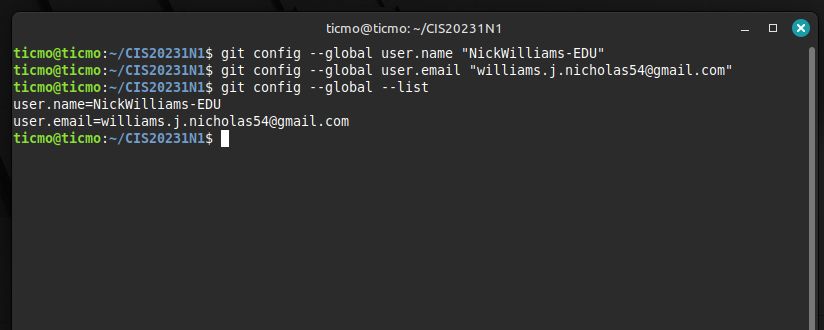 ticmo@ticmo: ~/CIS20231N1
ticmo@ticmo:~/CIS20231N1$ git config --global user.name "NickWilliams-EDU"
ticmo@ticmo:~/CIS20231N1$ git config --global user.email "williams.j.nicholas54@gmail.com"
ticmo@ticmo:~/CIS20231N1$ git config --global --list
user.name=NickWilliams-EDU
user.email=williams.j.nicholas54@gmail.com
ticmo@ticmo:~/CIS20231N1$